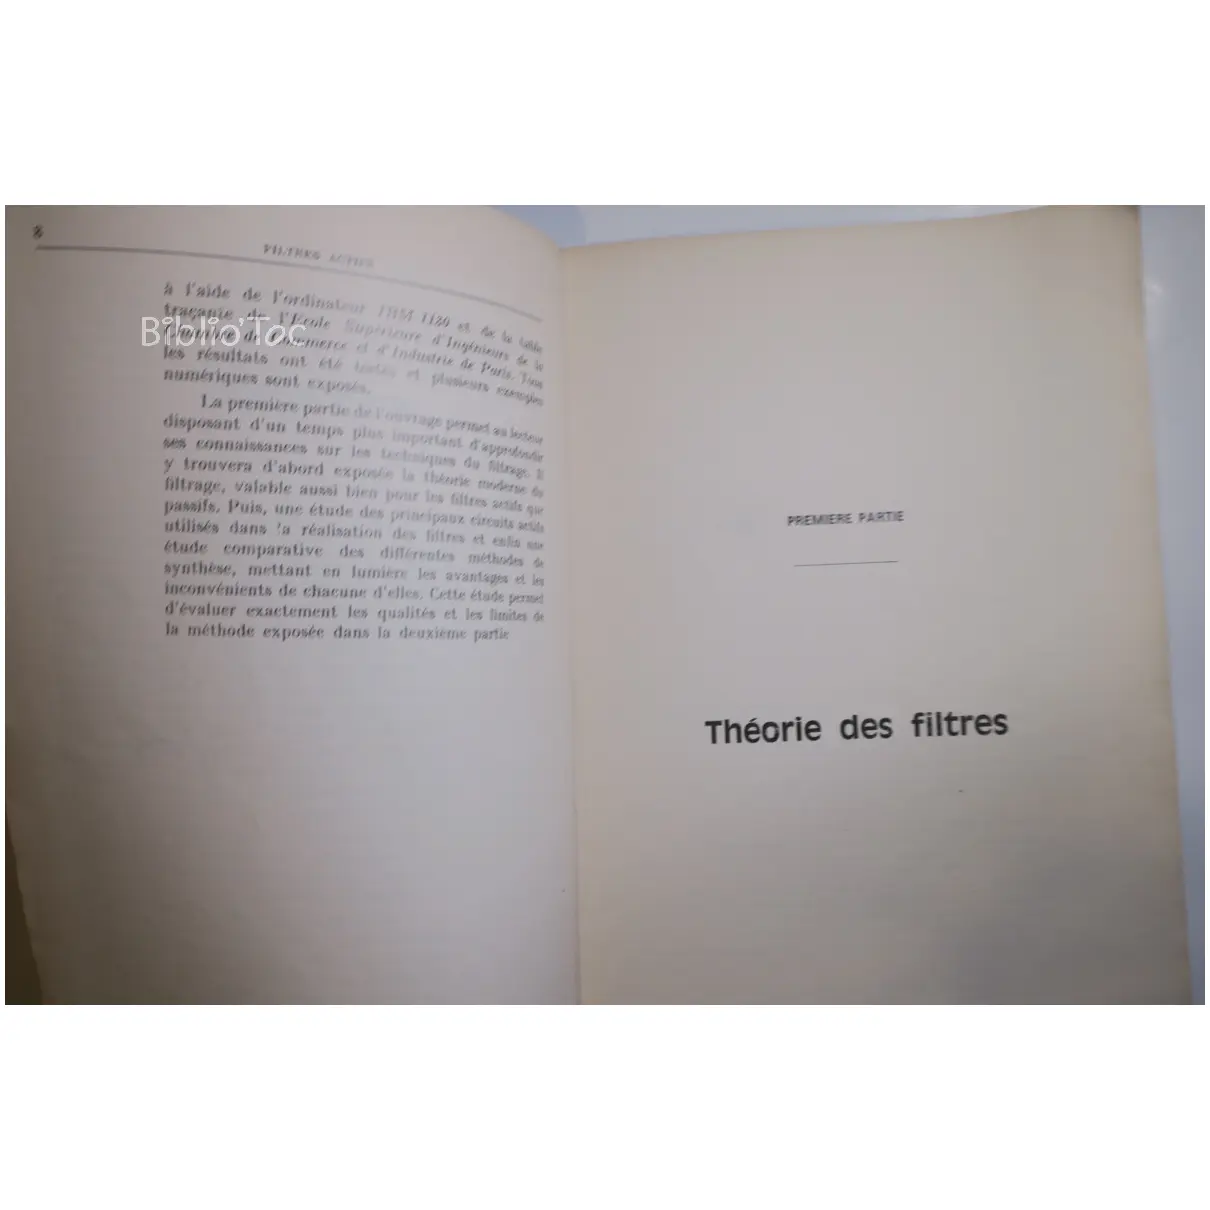 8
FILTRES ACTIFS
à l'aide de l'ordinateur IBM 1130 et de la table
traçante de l'Ecole Supérieure d'Ingénieurs de la
Chambre de Commerce et d'Industrie de Paris. Tous
les résultats ont été testés et plusieurs exemples
numériques sont exposés.
La première partie de l'ouvrage permet au lecteur
disposant d'un temps plus important d'approfondir
ses connaissances sur les techniques du filtrage. Il
y trouvera d'abord exposée la théorie moderne du
filtrage, valable aussi bien pour les filtres actifs que
passifs. Puis, une étude des principaux circuits actifs
utilisés dans la réalisation des filtres et enfin une
étude comparative des différentes méthodes de
synthèse, mettant en lumière les avantages et les
inconvénients de chacune d'elles. Cette étude permet
d'évaluer exactement les qualités et les limites de
la méthode exposée dans la deuxième partie
Biblio'Toc
PREMIERE PARTIE
Théorie des filtres